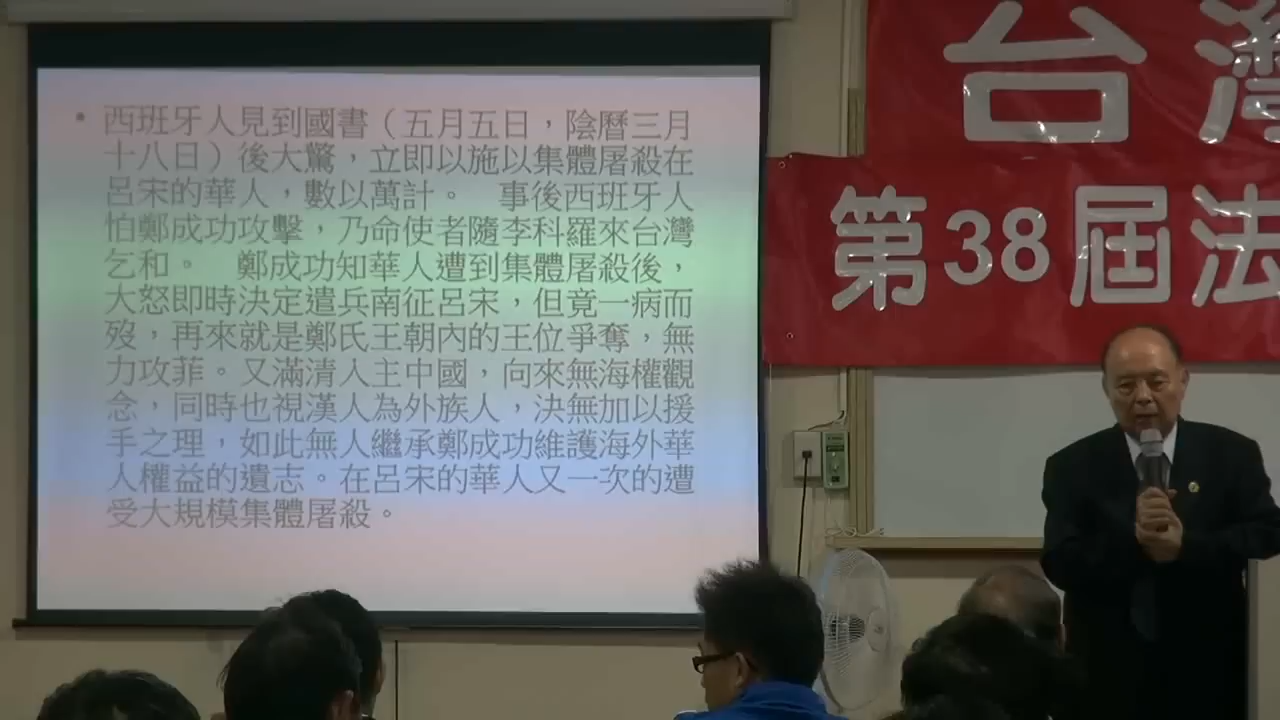 • 西班牙人見到國書（五月五日，陰曆三月
十八日）後大驚，立即以施以集體屠殺在
呂宋的華人，數以萬計。 事後西班牙人
怕鄭成功攻擊，乃命使者隨李科羅來台灣
乞和。 鄭成功知華人遭到集體屠殺後，
大怒即時決定遣兵南征呂宋，但竟一病而
歿，再來就是鄭氏王朝內的王位爭奪，無
力攻菲。又滿清人主中國，向來無海權觀
念，同時也視漢人為外族人，決無加以援
手之理，如此無人繼承鄭成功維護海外華
人權益的遺志。在呂宋的華人又一次的遭
受大規模集體屠殺。
台灣
第38屆法